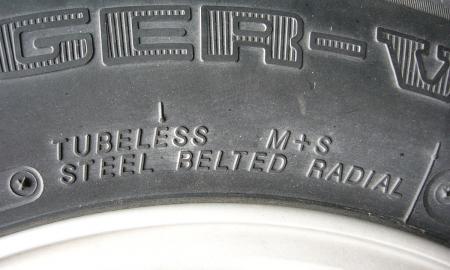 GER-W
TUBELESS M+S
STEEL BELTED RADIAL